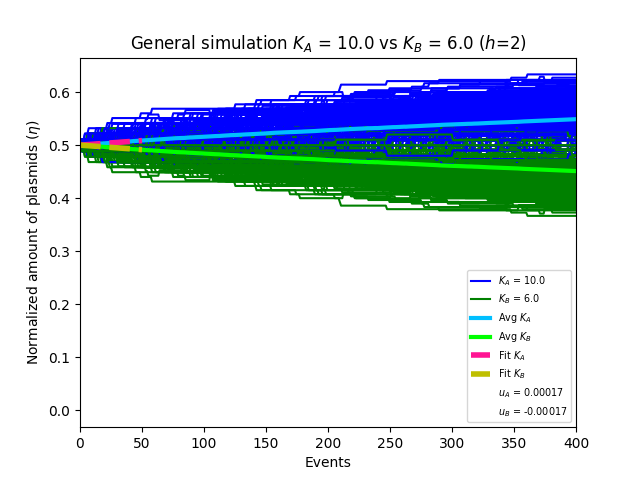 General simulation K_A = 10.0 vs K_B = 6.0 (h=2)
Normalized amount of plasmids (η)
0.6
0.5
0.4
0.3
0.2
0.1
0.0
K_A = 10.0
K_B = 6.0
Avg K_A
Avg K_B
Fit K_A
Fit K_B
u_A = 0.00017
u_B = -0.00017
0 50 100 150 200 250 300 350 400
Events